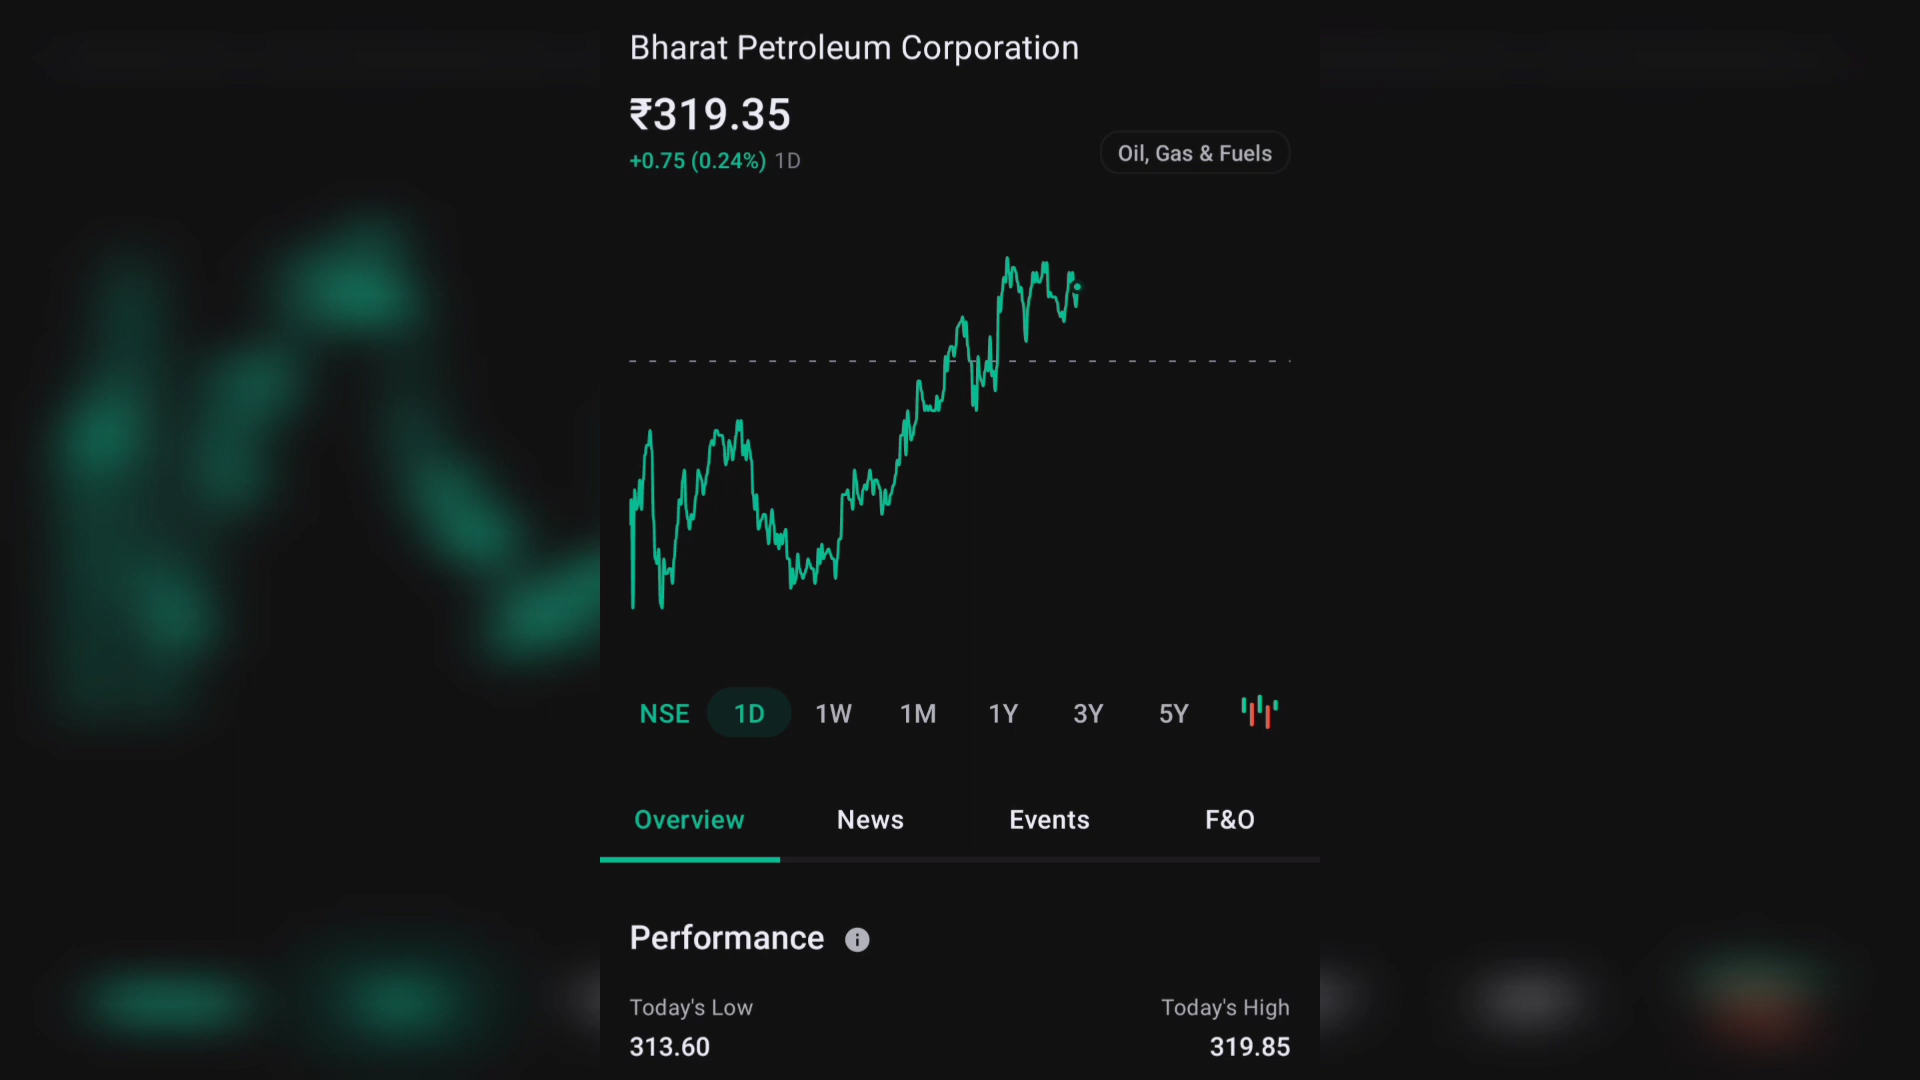 Bharat Petroleum Corporation
₹319.35
+0.75 (0.24%) 1D
Oil, Gas & Fuels
NSE 1D 1W 1M 1Y 3Y 5Y
Overview News Events F&O
Performance
Today's Low Today's High
313.60 319.85